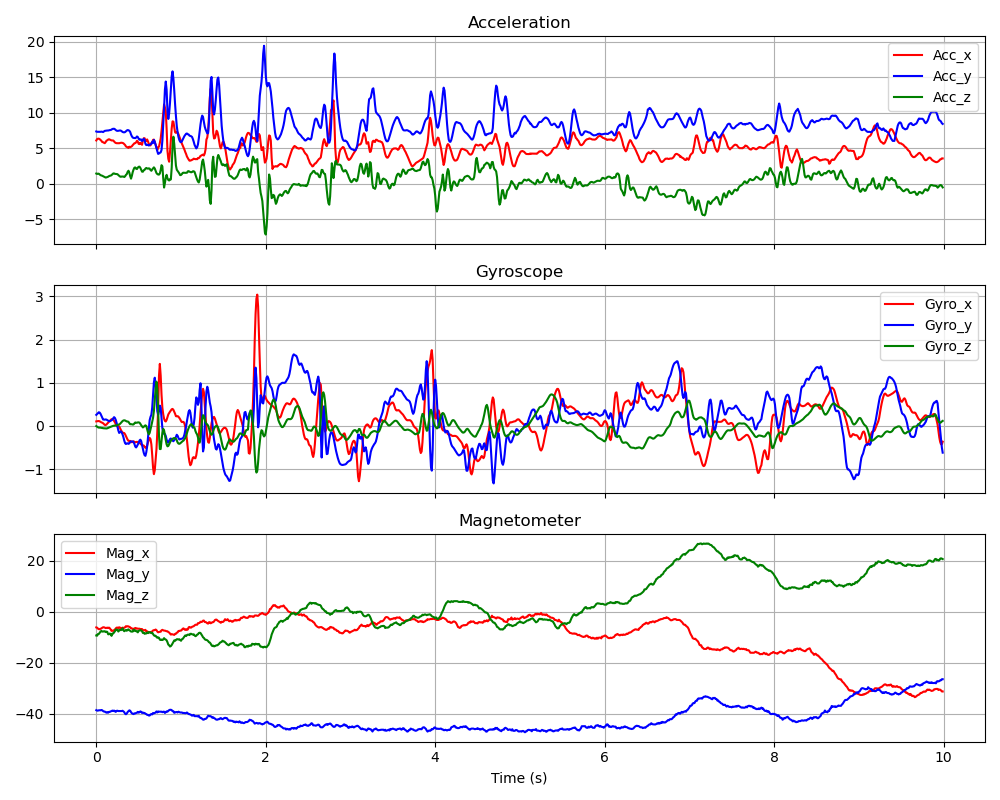 Acceleration
20
15
10
5
0
−5
Acc_x
Acc_y
Acc_z
Gyroscope
3
2
1
0
−1
Gyro_x
Gyro_y
Gyro_z
Magnetometer
20
0
−20
−40
Mag_x
Mag_y
Mag_z
0 2 4 6 8 10
Time (s)